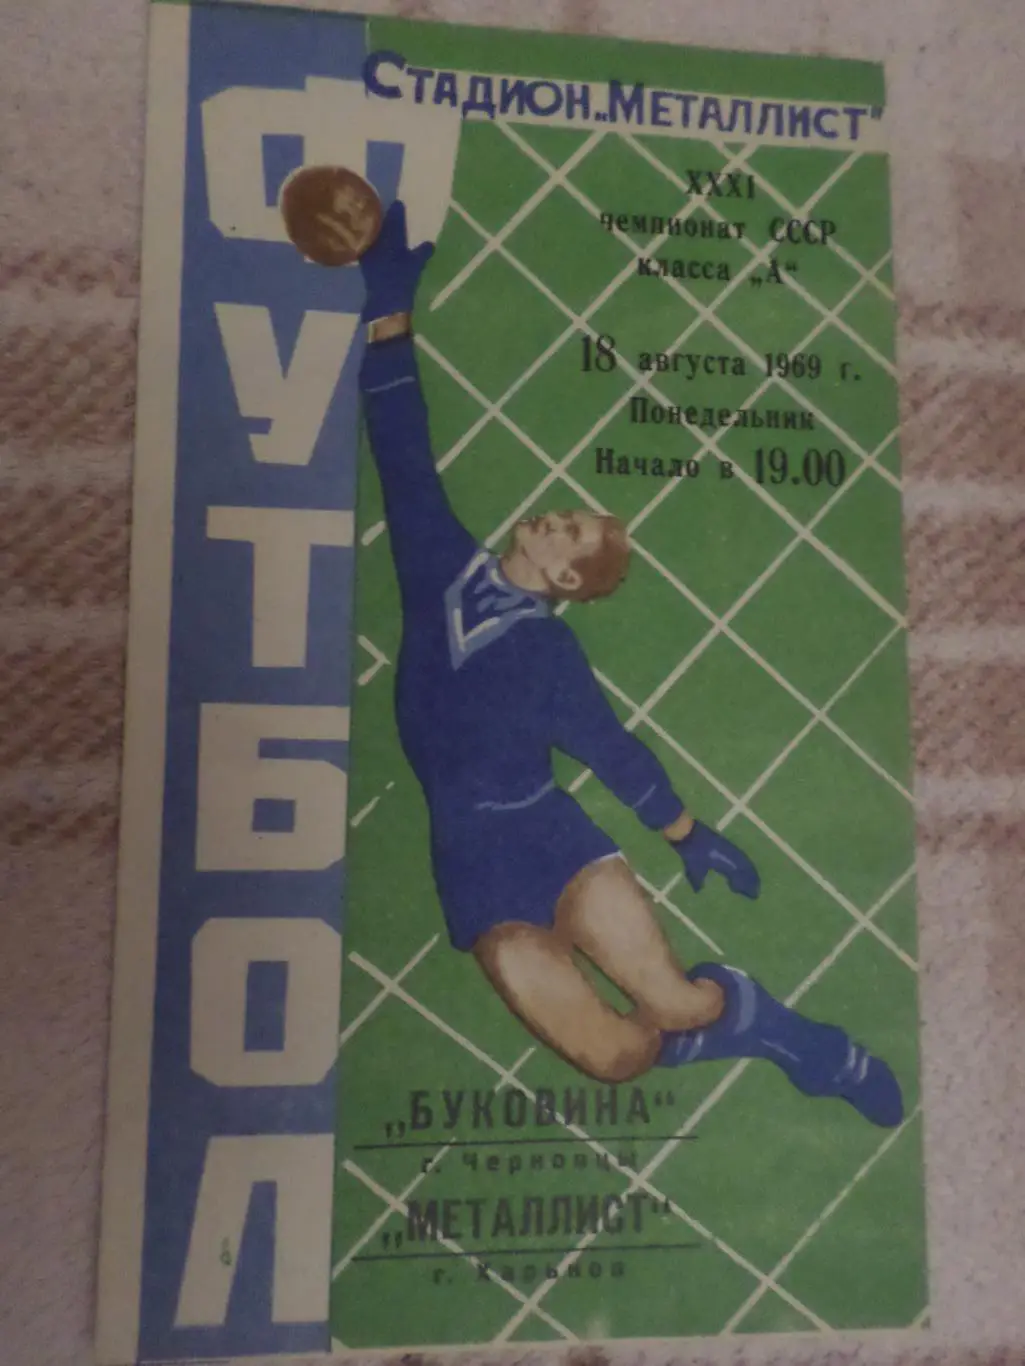 ФУТБОЛ
Стадион „Металлист"
XXXI
чемпионат СССР
класса „А“
18 августа 1969 г.
Понедельник
Начало в 19.00
„БУКОВИНА“
г. Черновцы
„МЕТАЛЛИСТ“
г. Харьков